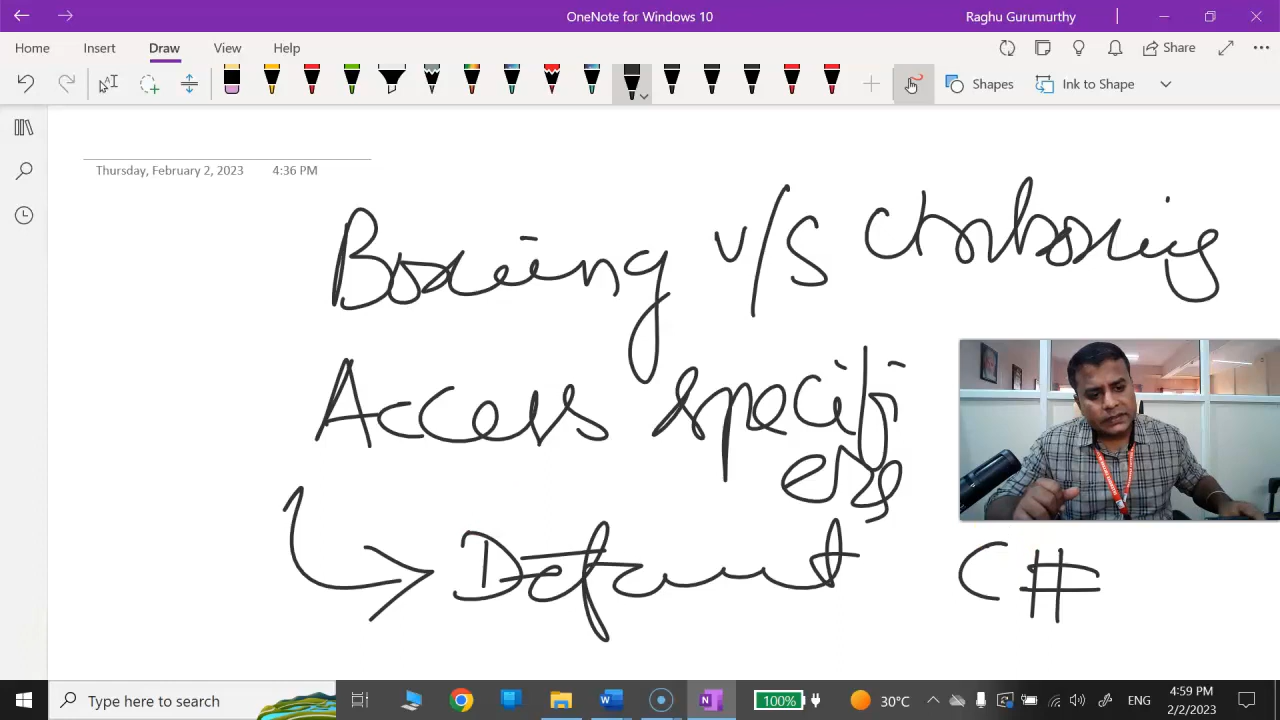 OneNote for Windows 10 Raghu Gurumurthy
Home Insert Draw View Help Share
Shapes Ink to Shape
Thursday, February 2, 2023 4:36 PM
Boxing v/s Unboxing
Access specifi
ers
Default C#
Type here to search 100% 30°C ENG 4:59 PM
2/2/2023